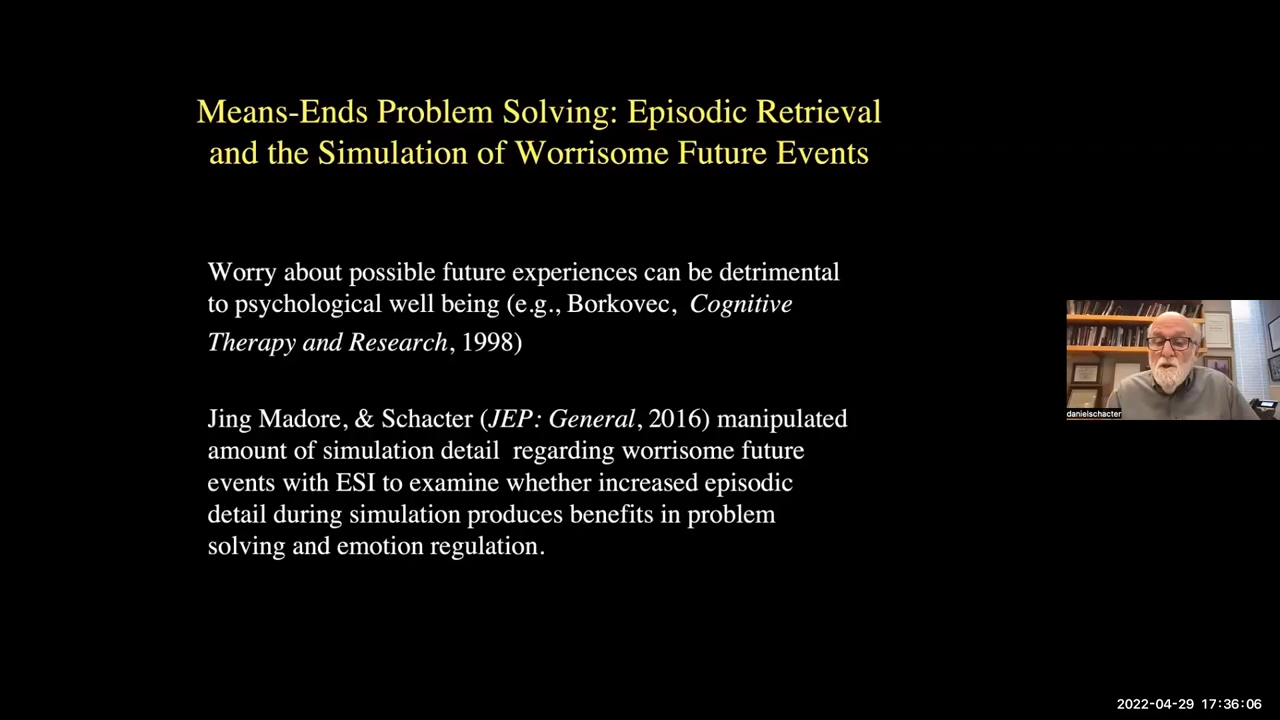 Means-Ends Problem Solving: Episodic Retrieval
and the Simulation of Worrisome Future Events
Worry about possible future experiences can be detrimental
to psychological well being (e.g., Borkovec, Cognitive
Therapy and Research, 1998)
Jing Madore, & Schacter (JEP: General, 2016) manipulated
amount of simulation detail regarding worrisome future
events with ESI to examine whether increased episodic
detail during simulation produces benefits in problem
solving and emotion regulation.
danielschacter
2022-04-29 17:36:06